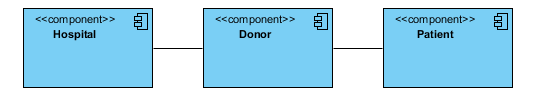 <<component>>
Hospital
<<component>>
Donor
<<component>>
Patient